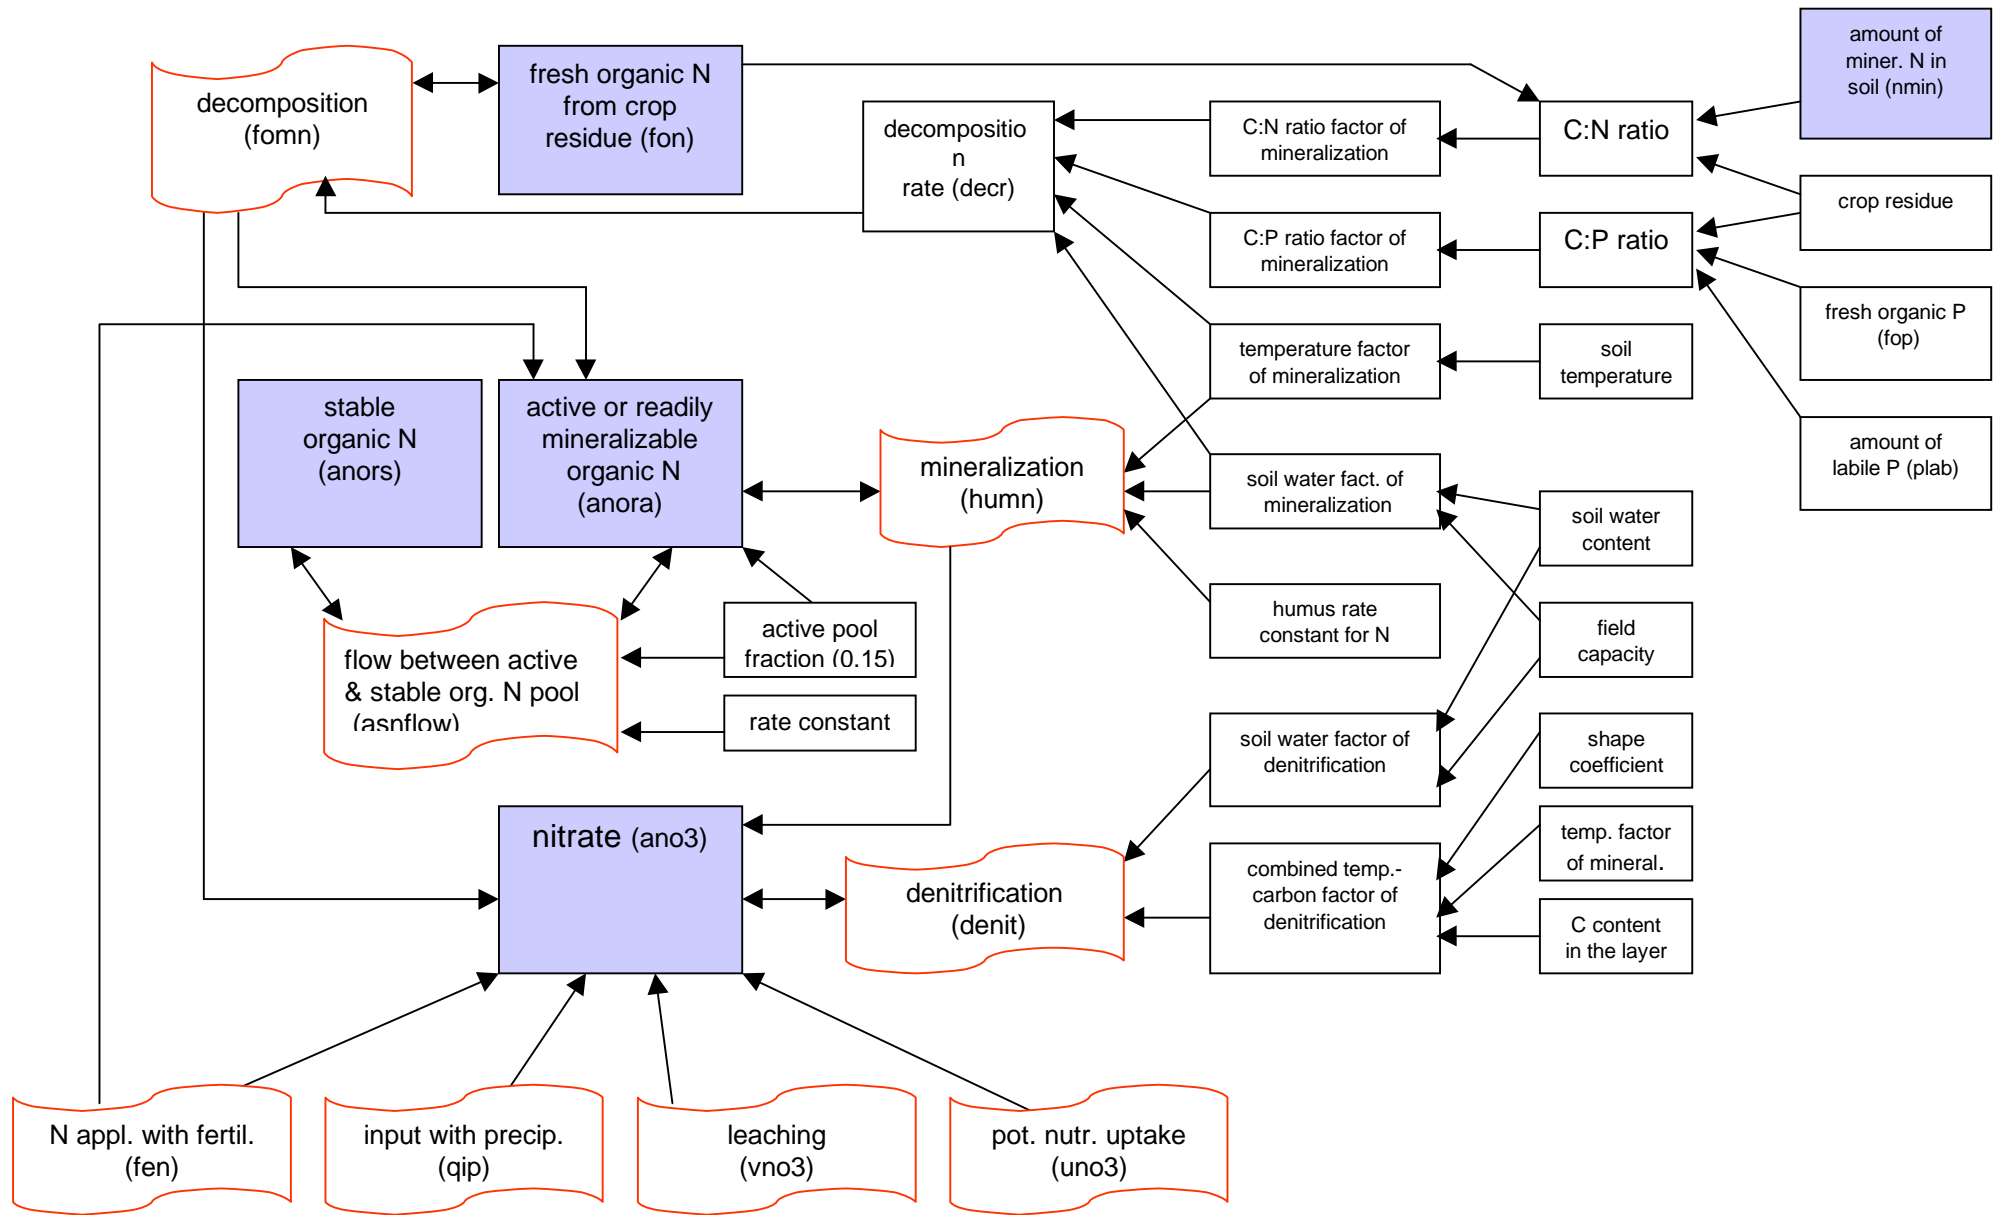 decomposition
(fomn)
fresh organic N
from crop
residue (fon)
decompositio
n
rate (decr)
C:N ratio factor of
mineralization
C:N ratio
amount of
miner. N in
soil (nmin)
crop residue
C:P ratio factor of
mineralization
C:P ratio
fresh organic P
(fop)
temperature factor
of mineralization
soil
temperature
amount of
labile P (plab)
stable
organic N
(anors)
active or readily
mineralizable
organic N
(anora)
mineralization
(humn)
soil water fact. of
mineralization
soil water
content
humus rate
constant for N
field
capacity
flow between active
& stable org. N pool
(asnflow)
active pool
fraction (0.15)
rate constant
soil water factor of
denitrification
shape
coefficient
nitrate (ano3)
denitrification
(denit)
combined temp.-
carbon factor of
denitrification
temp. factor
of mineral.
C content
in the layer
N appl. with fertil.
(fen)
input with precip.
(qip)
leaching
(vno3)
pot. nutr. uptake
(uno3)